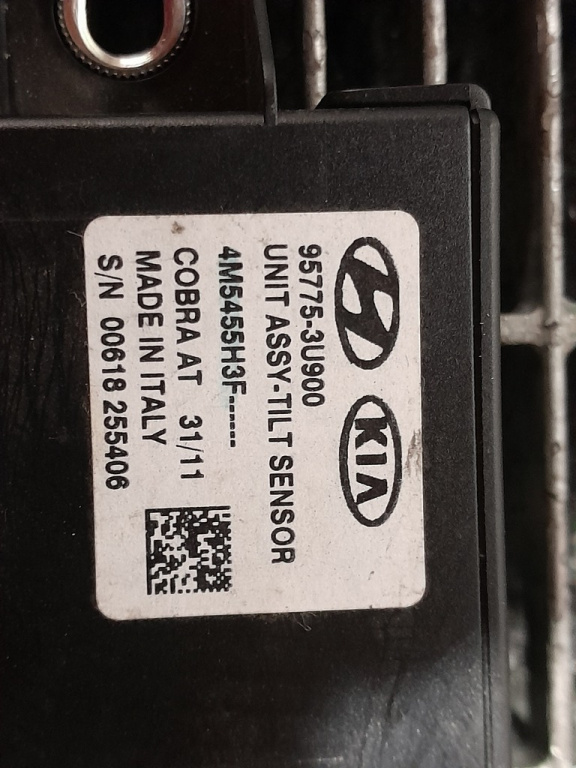 KIA
95775-3U900
UNIT ASSY-TILT SENSOR
4M5455H3F------
COBRA AT 31/11
MADE IN ITALY
S/N 00618 255406